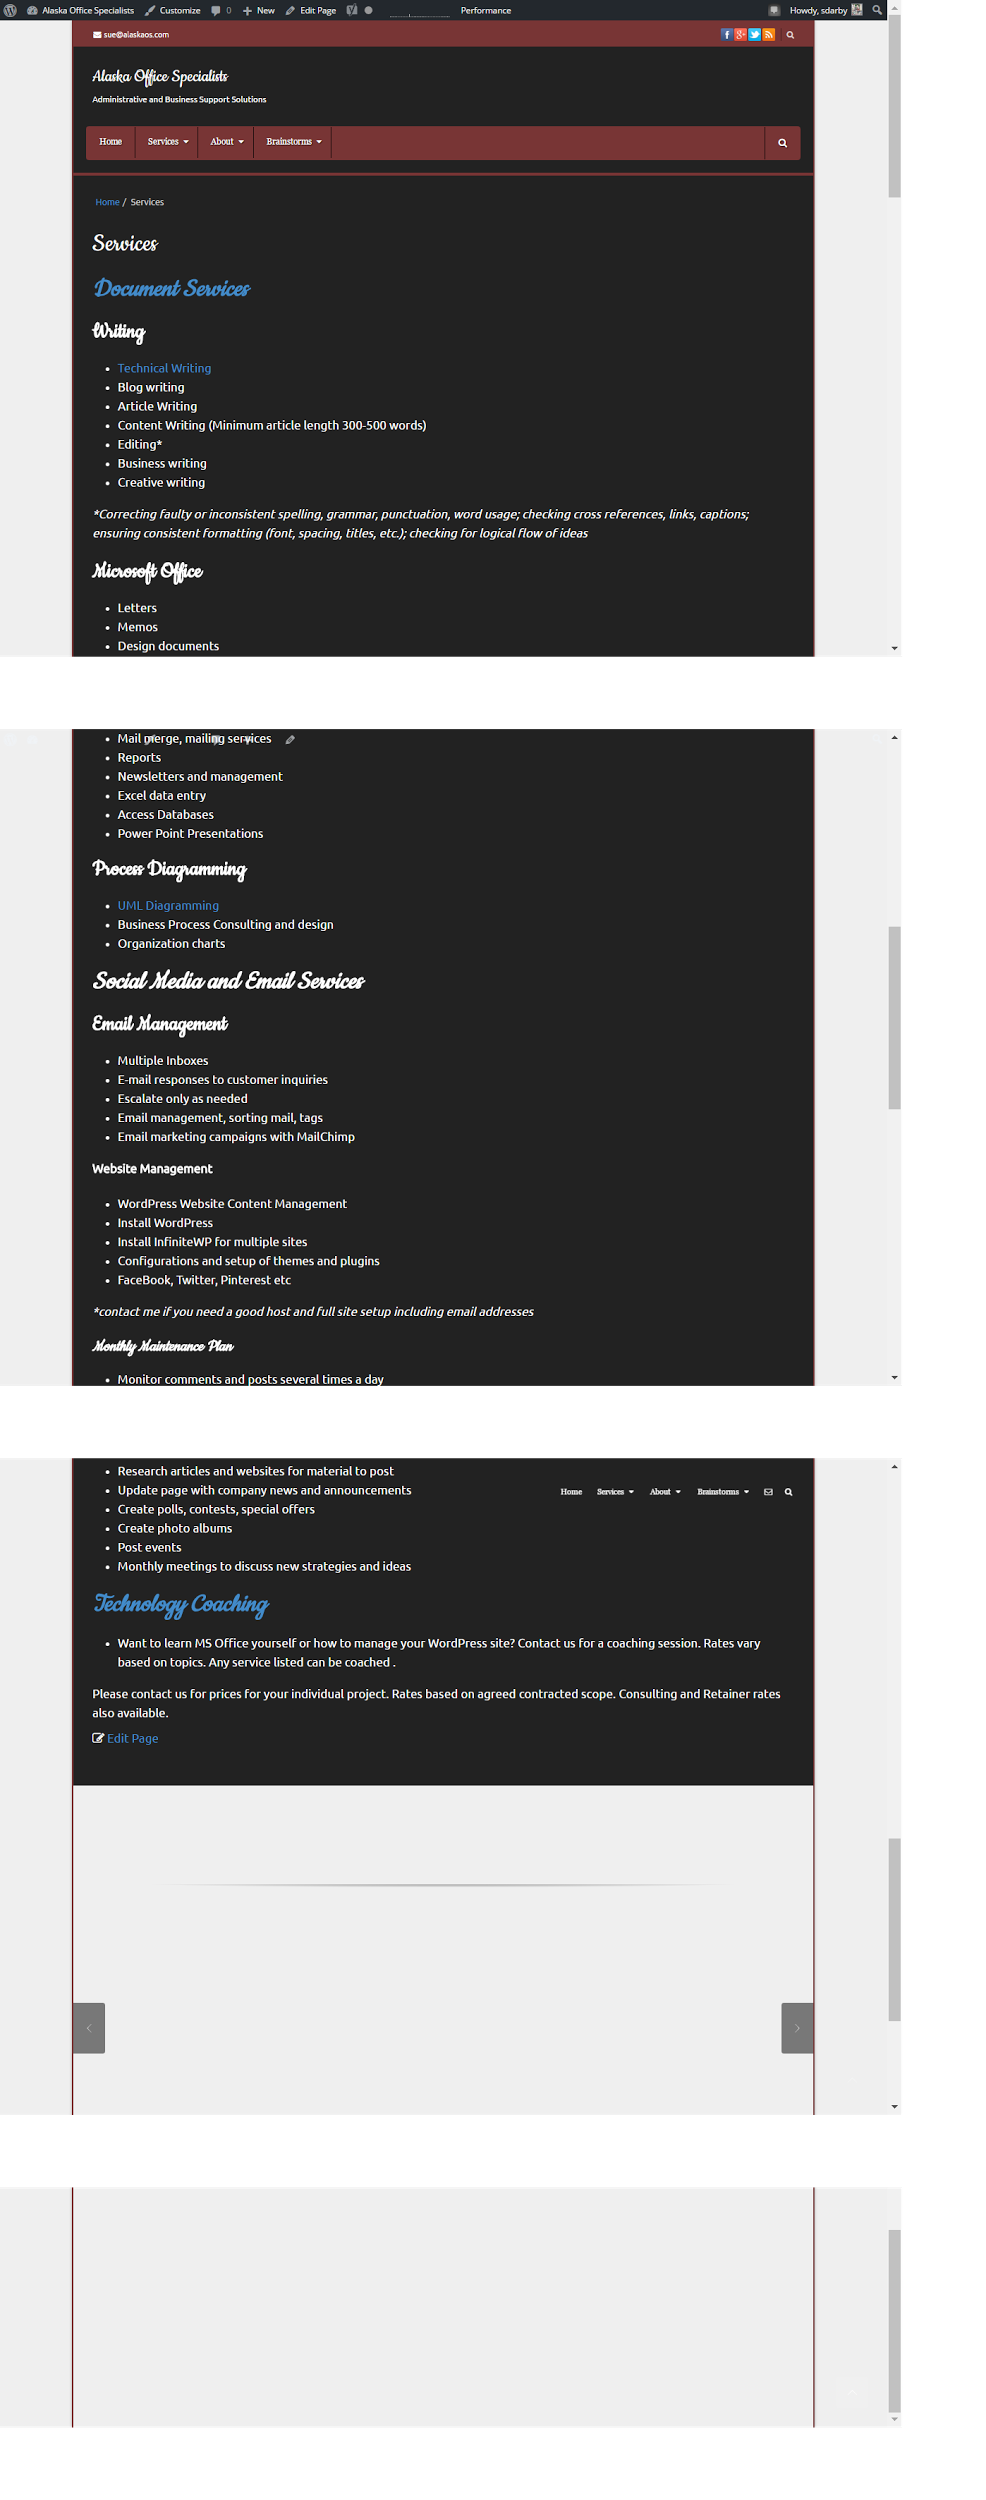 Alaska Office Specialists Customize 0 New Edit Page Performance Howdy, sdarby
sue@alaskaos.com
Alaska Office Specialists
Administrative and Business Support Solutions
Home Services About Brainstorms
Home / Services
Services
Document Services
Writing
Technical Writing
Blog writing
Article Writing
Content Writing (Minimum article length 300-500 words)
Editing*
Business writing
Creative writing
*Correcting faulty or inconsistent spelling, grammar, punctuation, word usage; checking cross references, links, captions;
ensuring consistent formatting (font, spacing, titles, etc.); checking for logical flow of ideas
Microsoft Office
Letters
Memos
Design documents
Mail merge, mailing services
Reports
Newsletters and management
Excel data entry
Access Databases
Power Point Presentations
Process Diagramming
UML Diagramming
Business Process Consulting and design
Organization charts
Social Media and Email Services
Email Management
Multiple Inboxes
E-mail responses to customer inquiries
Escalate only as needed
Email management, sorting mail, tags
Email marketing campaigns with MailChimp
Website Management
WordPress Website Content Management
Install WordPress
Install InfiniteWP for multiple sites
Configurations and setup of themes and plugins
FaceBook, Twitter, Pinterest etc
*contact me if you need a good host and full site setup including email addresses
Monthly Maintenance Plan
Monitor comments and posts several times a day
Research articles and websites for material to post
Update page with company news and announcements
Home Services About Brainstorms
Create polls, contests, special offers
Create photo albums
Post events
Monthly meetings to discuss new strategies and ideas
Technology Coaching
Want to learn MS Office yourself or how to manage your WordPress site? Contact us for a coaching session. Rates vary
based on topics. Any service listed can be coached .
Please contact us for prices for your individual project. Rates based on agreed contracted scope. Consulting and Retainer rates
also available.
Edit Page